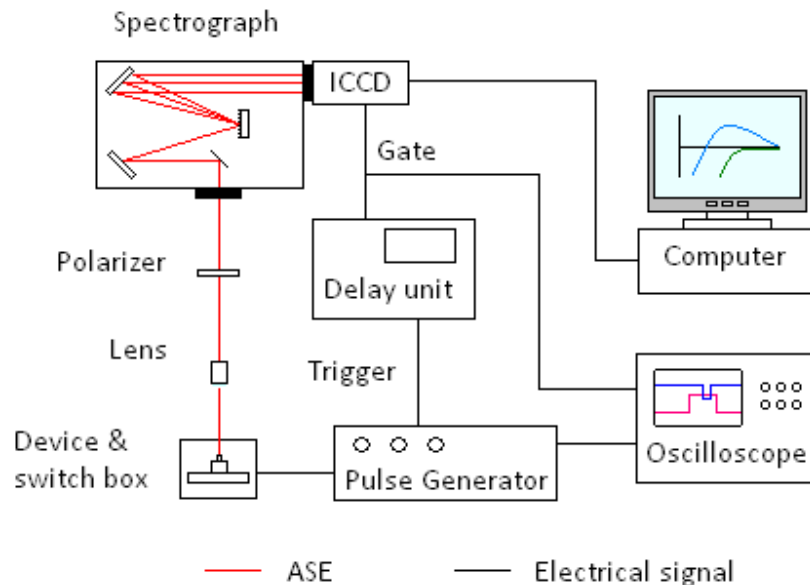 Spectrograph
ICCD
Gate
Polarizer
Delay unit
Computer
Lens
Trigger
Device &
switch box
Pulse Generator
Oscilloscope
ASE
Electrical signal